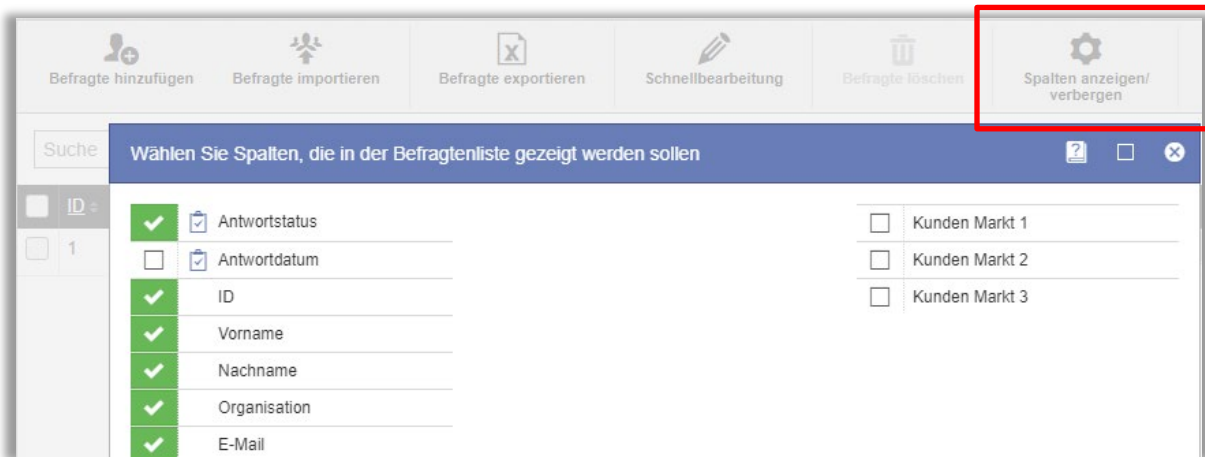 Befragte hinzufügen
Befragte importieren
Befragte exportieren
Schnellbearbeitung
Befragte löschen
Spalten anzeigen/
verbergen
Suche
Wählen Sie Spalten, die in der Befragtenliste gezeigt werden sollen
ID
1
Antwortstatus
Antwortdatum
ID
Vorname
Nachname
Organisation
E-Mail
Kunden Markt 1
Kunden Markt 2
Kunden Markt 3